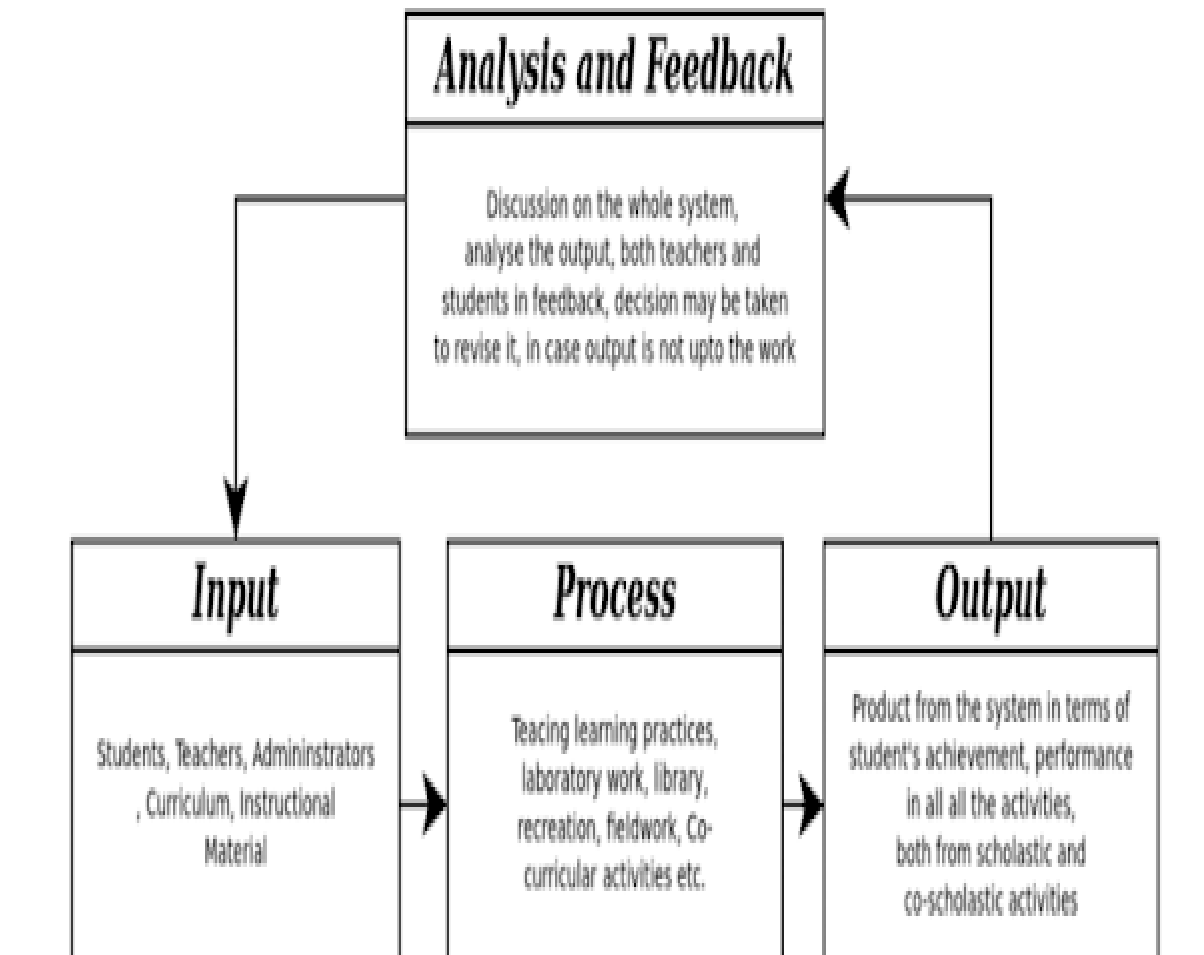 Analysis and Feedback
Discussion on the whole system,
analyse the output, both teachers and
students in feedback, decision may be taken
to revise it, in case output is not upto the work
Input
Students, Teachers, Admininstrators
, Curriculum, Instructional
Material
Process
Teacing learning practices,
laboratory work, library,
recreation, fieldwork, Co-
curricular activities etc.
Output
Product from the system in terms of
student's achievement, performance
in all all the activities,
both from scholastic and
co-scholastic activities